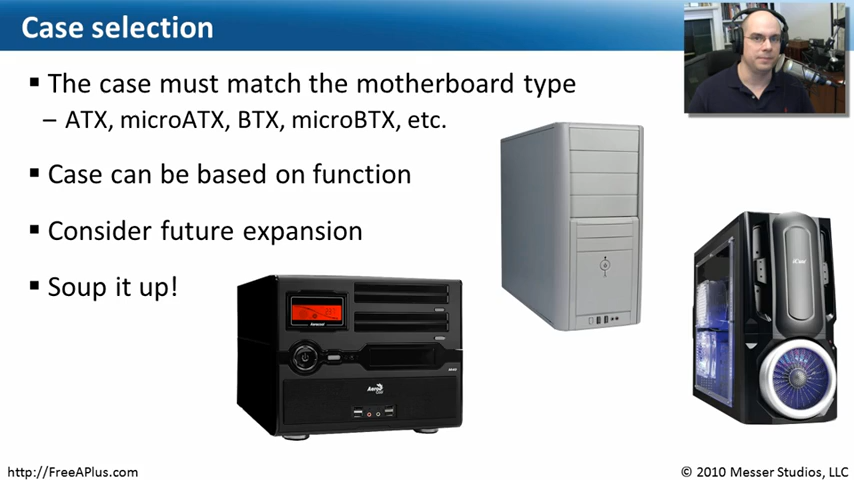 Case selection
▪ The case must match the motherboard type
– ATX, microATX, BTX, microBTX, etc.
▪ Case can be based on function
▪ Consider future expansion
▪ Soup it up!
http://FreeAPlus.com
© 2010 Messer Studios, LLC